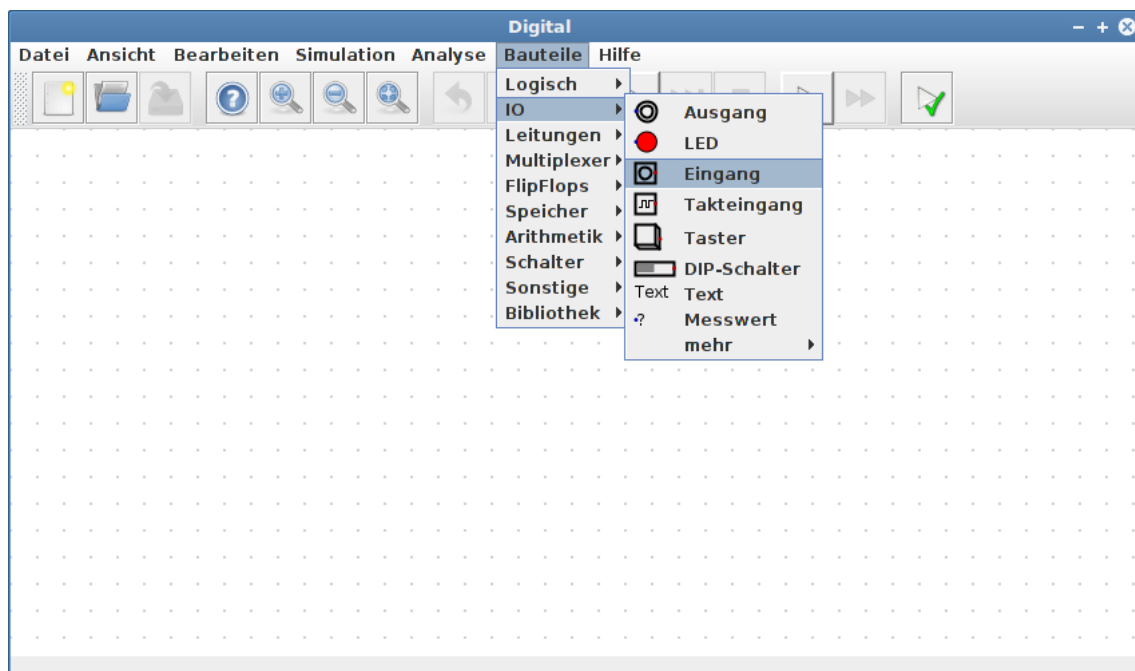 Digital
Datei Ansicht Bearbeiten Simulation Analyse Bauteile Hilfe
Logisch
IO
Leitungen
Multiplexer
FlipFlops
Speicher
Arithmetik
Schalter
Sonstige
Bibliothek
Ausgang
LED
Eingang
Takteingang
Taster
DIP-Schalter
Text Text
? Messwert
mehr